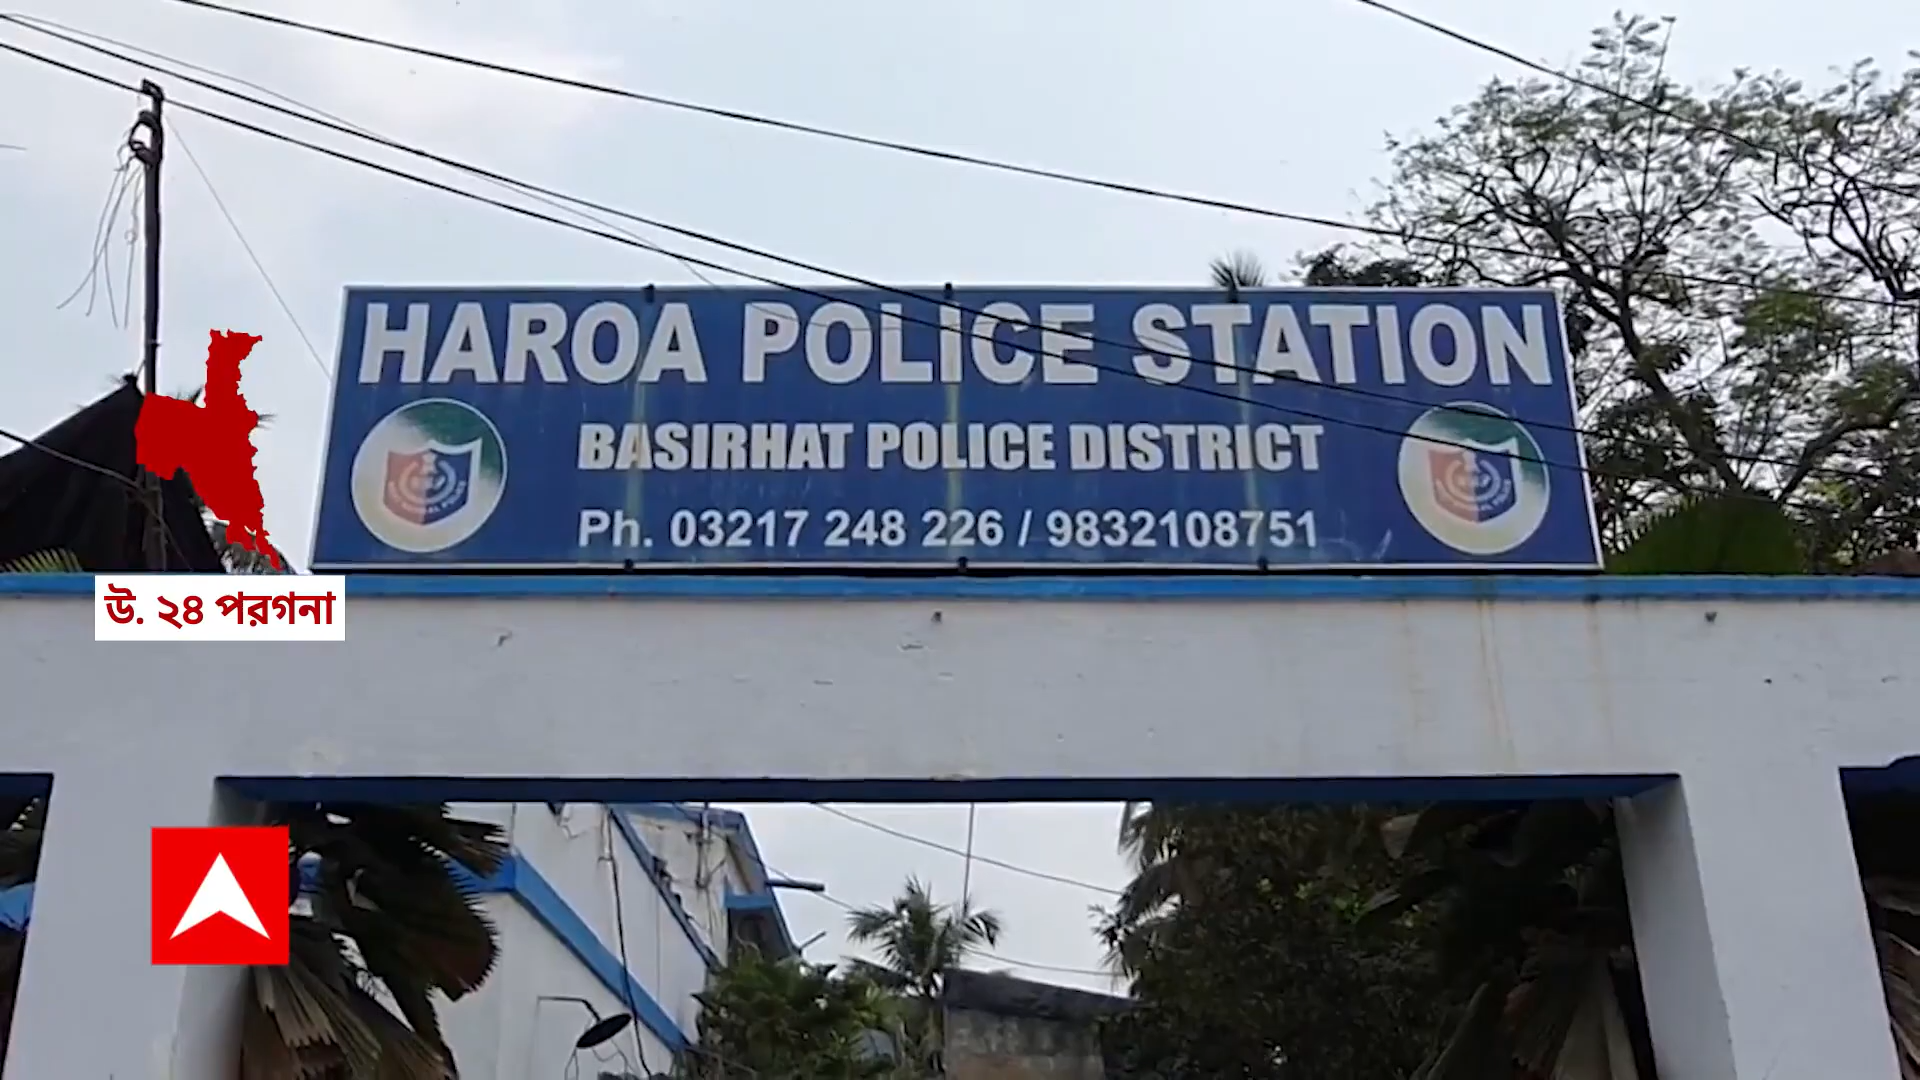 HAROA POLICE STATION
BASIRHAT POLICE DISTRICT
Ph. 03217 248 226 / 9832108751
উ. ২৪ পরগনা